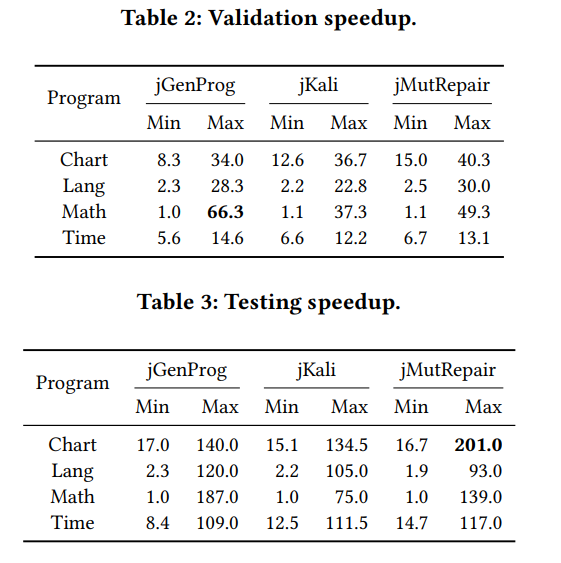 Table 2: Validation speedup.
Program jGenProg jKali jMutRepair
Min Max Min Max Min Max
Chart 8.3 34.0 12.6 36.7 15.0 40.3
Lang 2.3 28.3 2.2 22.8 2.5 30.0
Math 1.0 66.3 1.1 37.3 1.1 49.3
Time 5.6 14.6 6.6 12.2 6.7 13.1
Table 3: Testing speedup.
Program jGenProg jKali jMutRepair
Min Max Min Max Min Max
Chart 17.0 140.0 15.1 134.5 16.7 201.0
Lang 2.3 120.0 2.2 105.0 1.9 93.0
Math 1.0 187.0 1.0 75.0 1.0 139.0
Time 8.4 109.0 12.5 111.5 14.7 117.0